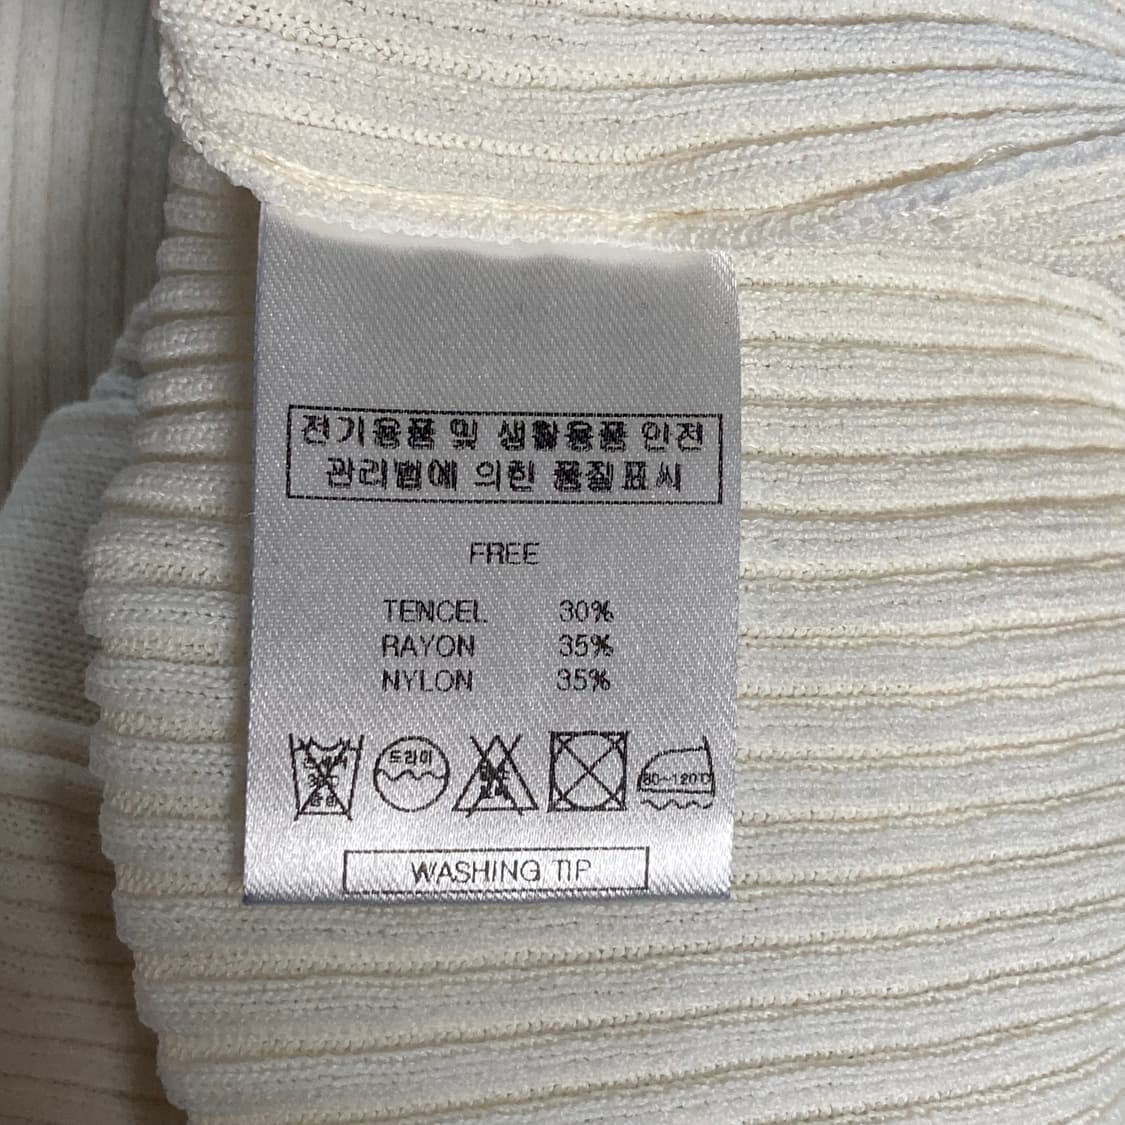 전기용품 및 생활용품 안전
관리법에 의한 품질표시
FREE
TENCEL 30%
RAYON 35%
NYLON 35%
드라이
80~120℃
WASHING TIP